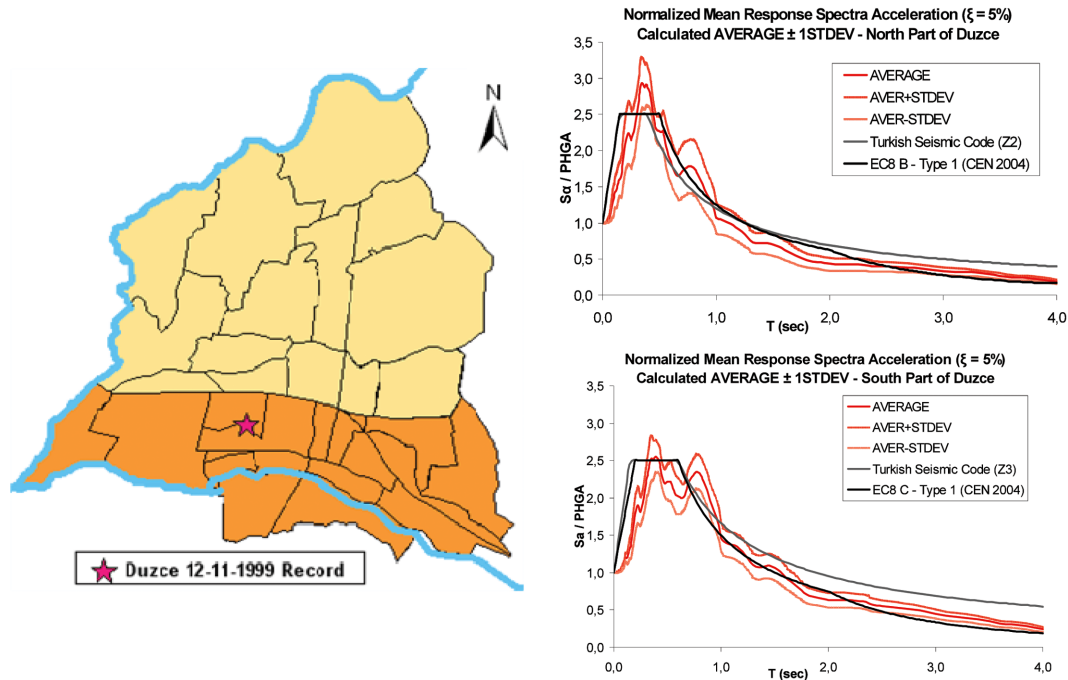 N
Duzce 12-11-1999 Record
Normalized Mean Response Spectra Acceleration (ξ = 5%)
Calculated AVERAGE ± 1STDEV - North Part of Duzce
3,5
3,0
2,5
2,0
1,5
1,0
0,5
0,0
Sα / PHGA
AVERAGE
AVER+STDEV
AVER-STDEV
Turkish Seismic Code (Z2)
EC8 B - Type 1 (CEN 2004)
0,0 1,0 2,0 3,0 4,0
T (sec)
Normalized Mean Response Spectra Acceleration (ξ = 5%)
Calculated AVERAGE ± 1STDEV - South Part of Duzce
3,5
3,0
2,5
2,0
1,5
1,0
0,5
0,0
Sa / PHGA
AVERAGE
AVER+STDEV
AVER-STDEV
Turkish Seismic Code (Z3)
EC8 C - Type 1 (CEN 2004)
0,0 1,0 2,0 3,0 4,0
T (sec)